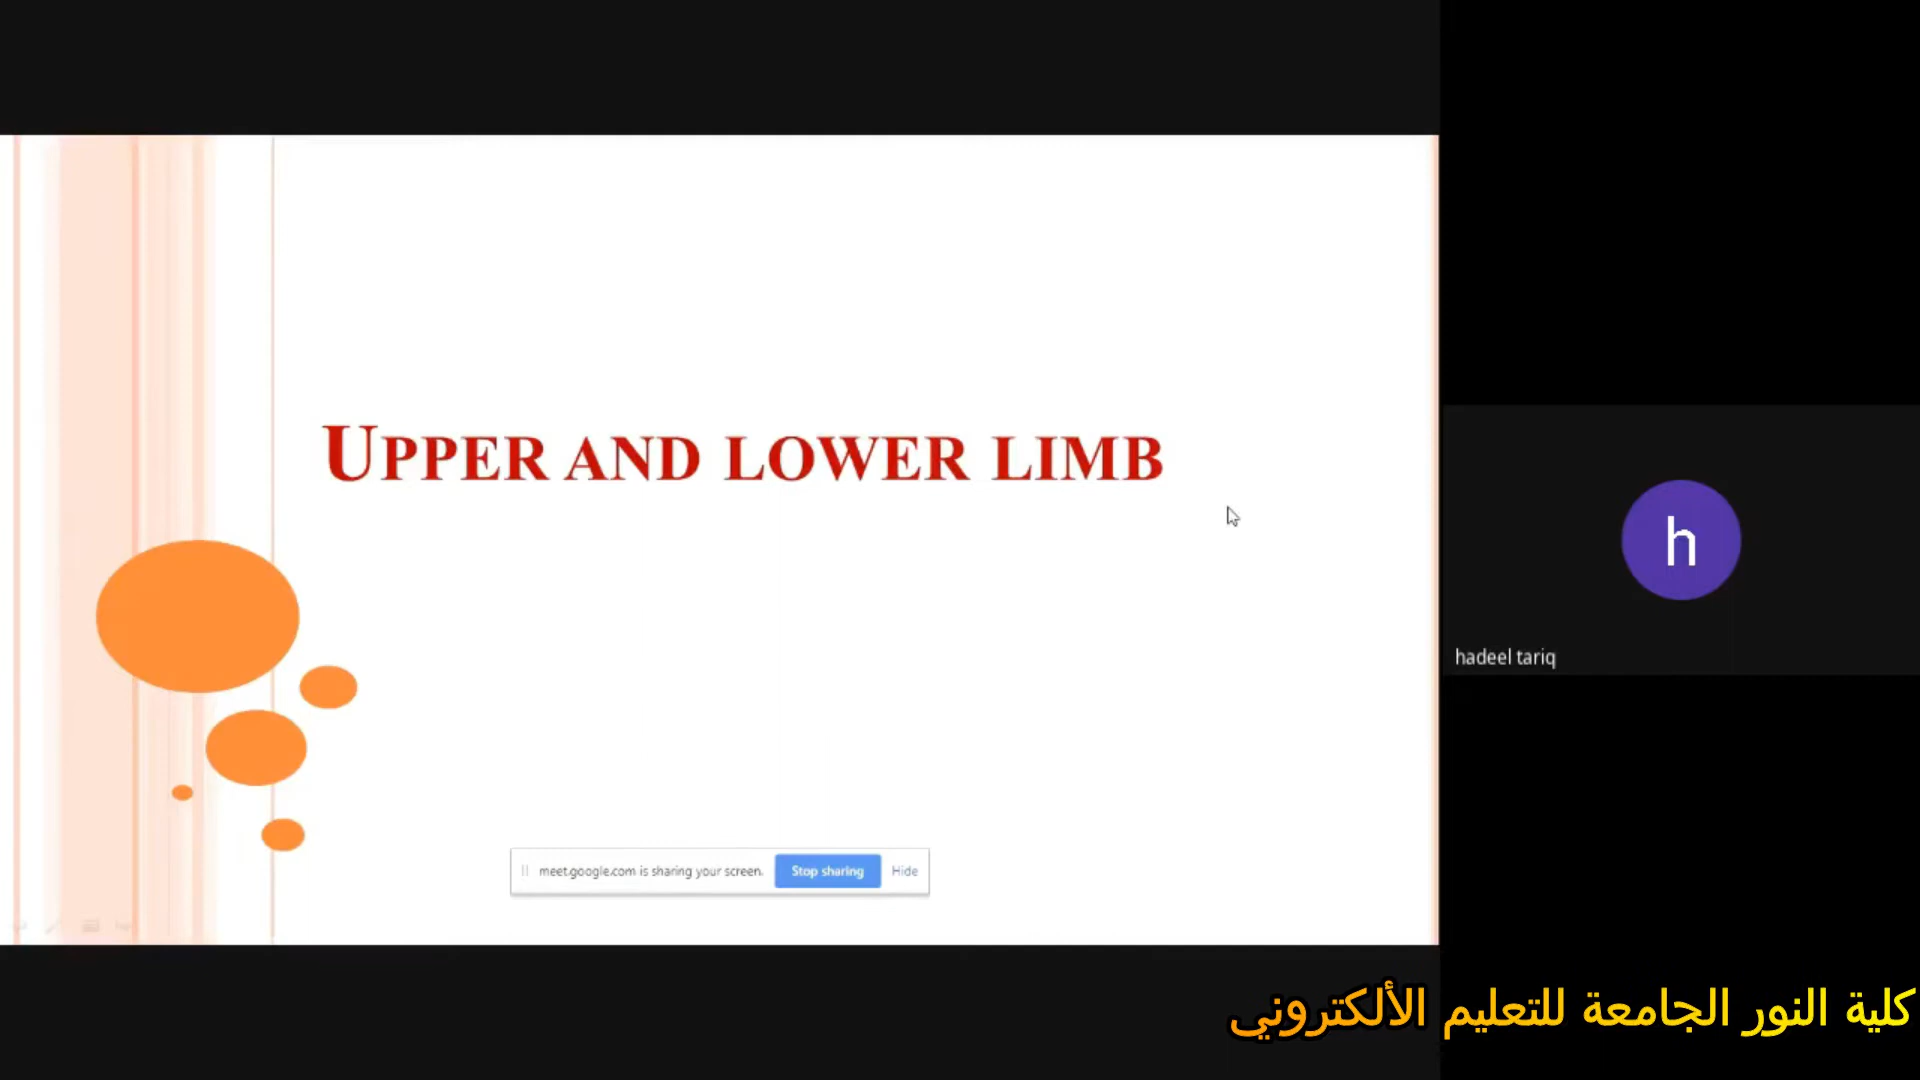 UPPER AND LOWER LIMB
h
hadeel tariq
meet.google.com is sharing your screen. Stop sharing Hide
كلية النور الجامعة للتعليم الألكتروني